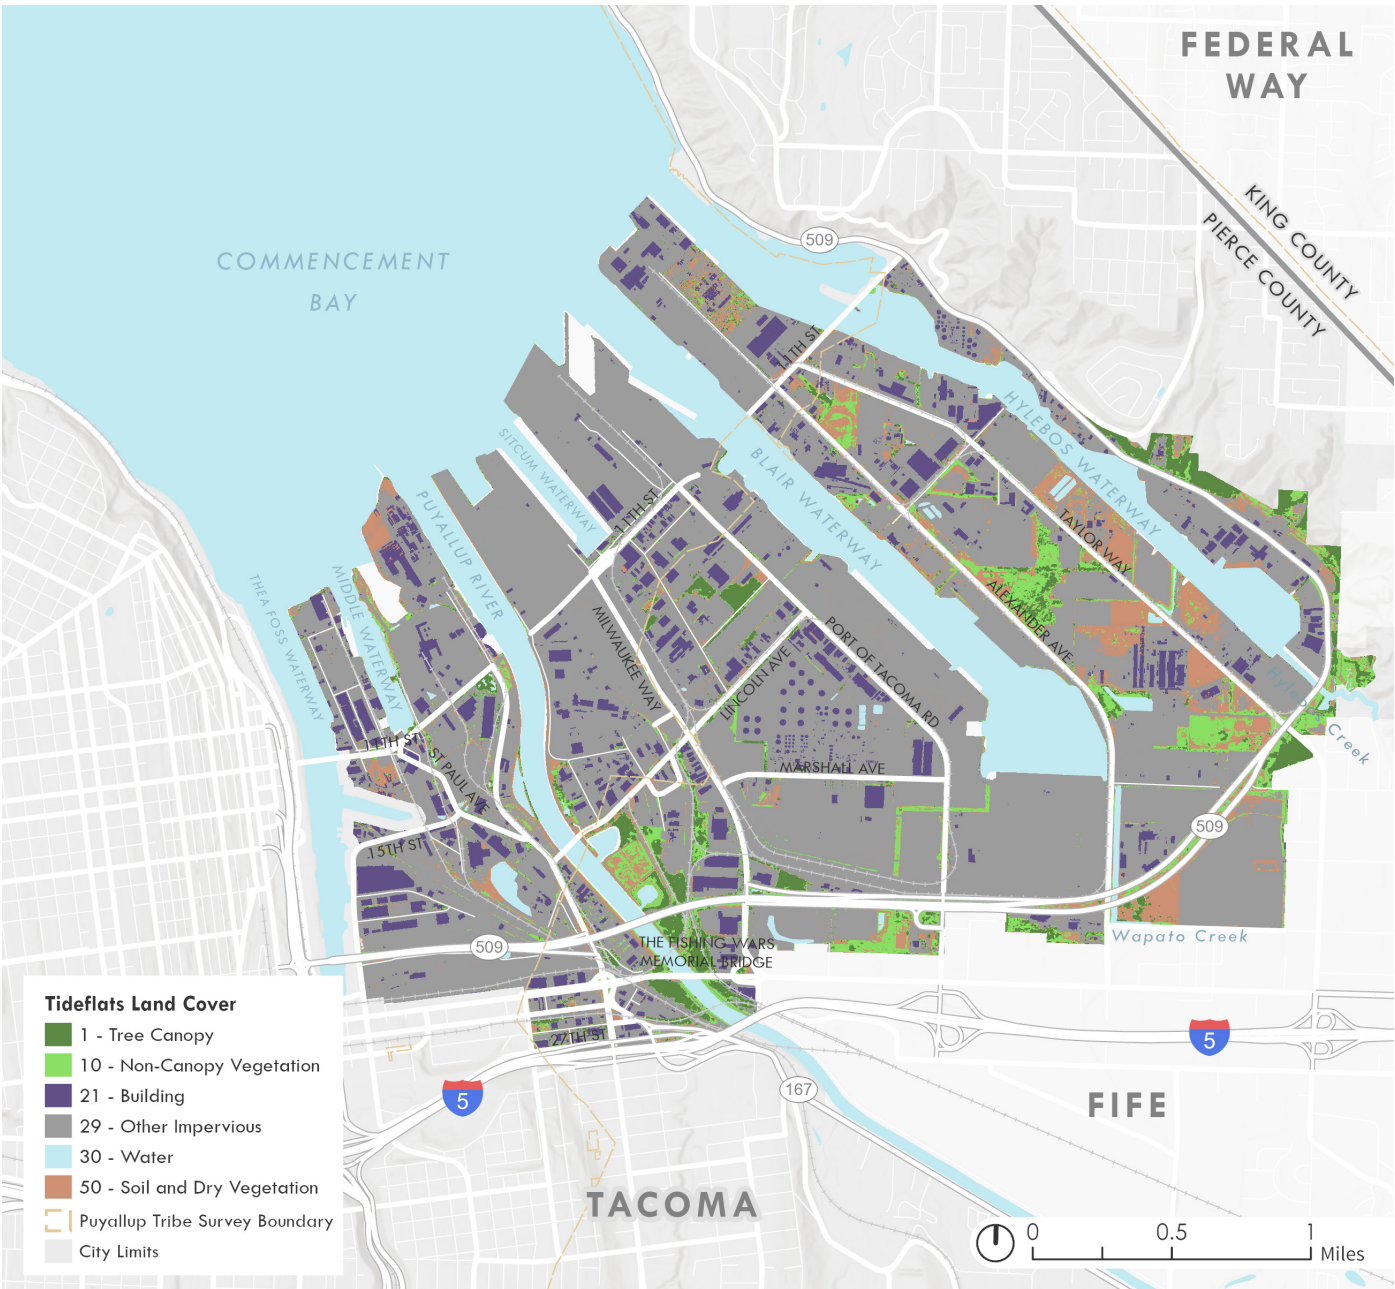 FEDERAL
WAY
KING COUNTY
PIERCE COUNTY
509
COMMENCEMENT
BAY
11TH ST
HYLEBOS WATERWAY
SITCUM WATERWAY
BLAIR WATERWAY
11TH ST
PUYALLUP RIVER
TAYLOR WAY
THEA FOSS WATERWAY
MIDDLE WATERWAY
MILWAUKEE WAY
ALEXANDER AVE
PORT OF TACOMA RD
LINCOLN AVE
Hylebos Creek
11TH ST
ST PAUL AVE
MARSHALL AVE
509
15TH ST
509
THE FISHING WARS
MEMORIAL BRIDGE
Wapato Creek
27TH ST
5
5
167
FIFE
TACOMA
Tideflats Land Cover
1 - Tree Canopy
10 - Non-Canopy Vegetation
21 - Building
29 - Other Impervious
30 - Water
50 - Soil and Dry Vegetation
Puyallup Tribe Survey Boundary
City Limits
0 0.5 1
Miles